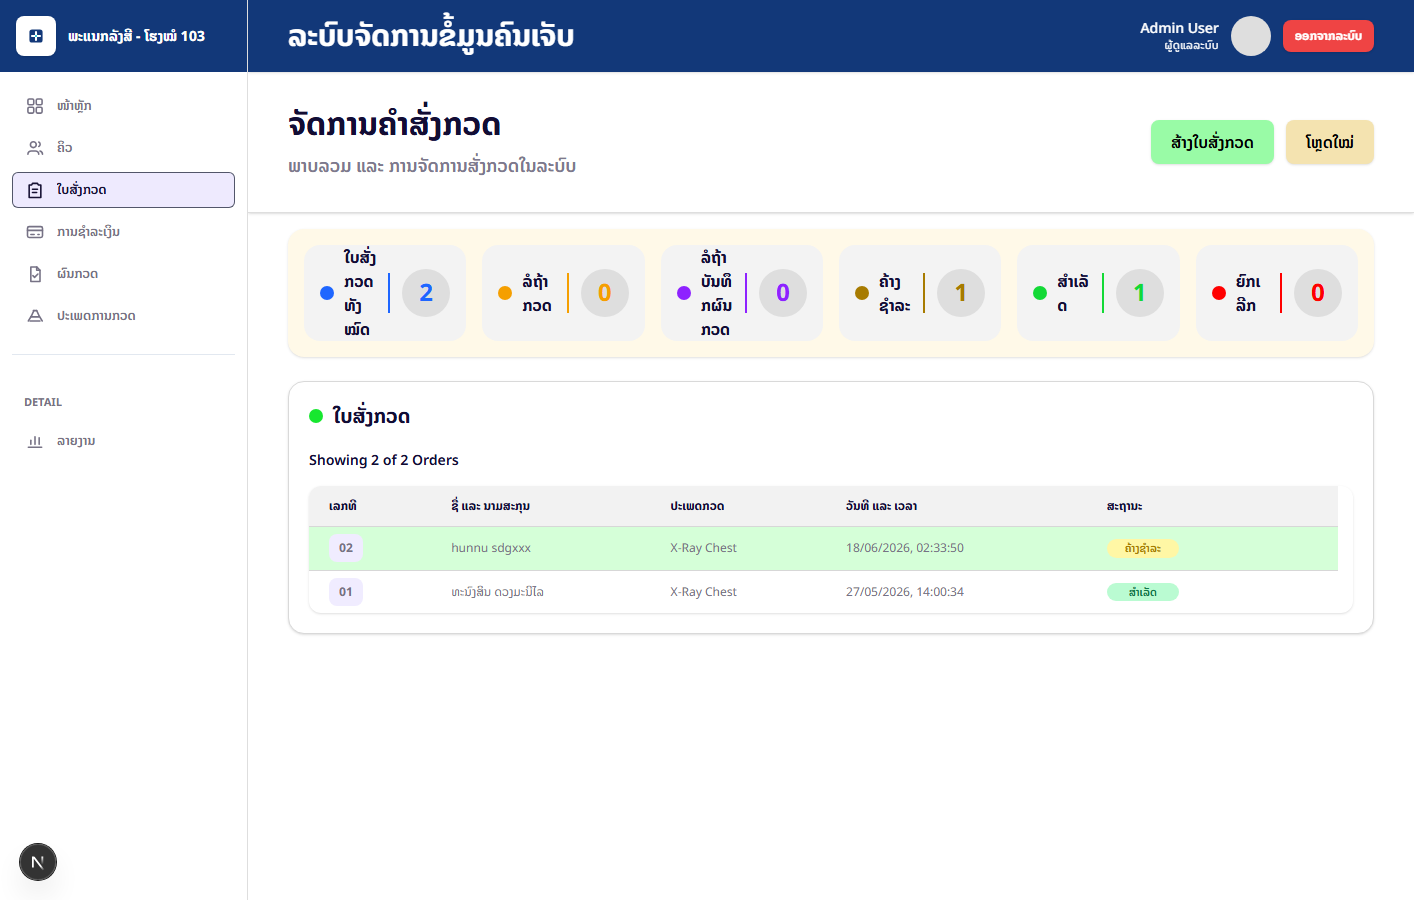 ພະແນກລັງສີ - ໂຮງໝໍ 103
ລະບົບຈັດການຂໍ້ມູນຄົນເຈັບ
Admin User
ຜູ້ດູແລລະບົບ
ອອກຈາກລະບົບ
ໜ້າຫຼັກ
ຄິວ
ໃບສັ່ງກວດ
ການຊຳລະເງິນ
ຜົນກວດ
ປະເພດການກວດ
DETAIL
ລາຍງານ
ຈັດການຄຳສັ່ງກວດ
ພາບລວມ ແລະ ການຈັດການສັ່ງກວດໃນລະບົບ
ສ້າງໃບສັ່ງກວດ
ໂຫຼດໃໝ່
ໃບສັ່ງ
ກວດ
ທັງ
ໝົດ
2
ລໍຖ້າ
ກວດ
0
ລໍຖ້າ
ບັນທຶ
ກຜົນ
ກວດ
0
ຄ້າງ
ຊຳລະ
1
ສຳເລັ
ດ
1
ຍົກເ
ລີກ
0
ໃບສັ່ງກວດ
Showing 2 of 2 Orders
ເລກທີ ຊື່ ແລະ ນາມສະກຸນ ປະເພດກວດ ວັນທີ ແລະ ເວລາ ສະຖານະ
02 hunnu sdgxxx X-Ray Chest 18/06/2026, 02:33:50 ຄ້າງຊຳລະ
01 ທະນົງສິນ ດວງມະນີໄລ X-Ray Chest 27/05/2026, 14:00:34 ສຳເລັດ
N